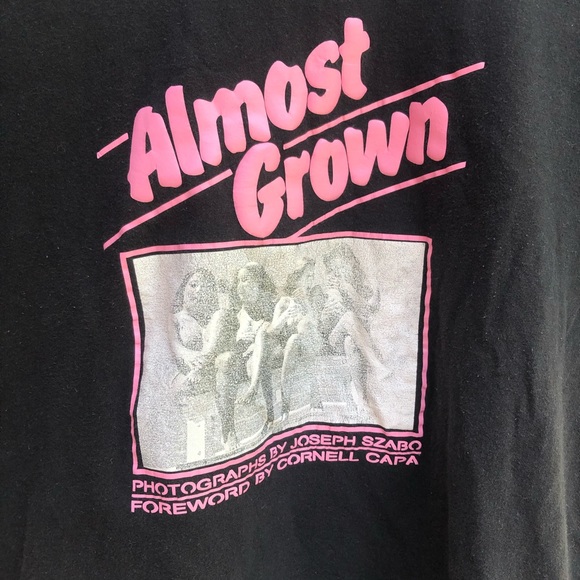 Almost
Grown
PHOTOGRAPHS BY JOSEPH SZABO
FOREWORD BY CORNELL CAPA